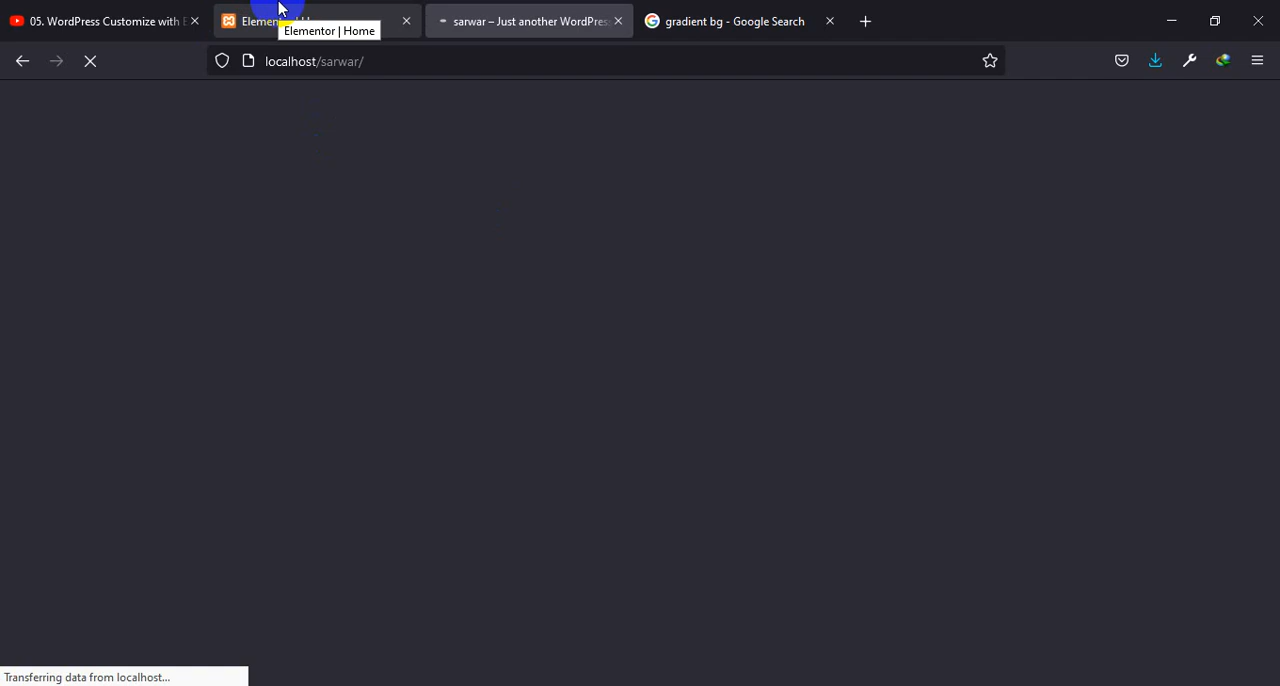 05. WordPress Customize with E
Elemen
sarwar – Just another WordPress
gradient bg - Google Search
Elementor | Home
localhost/sarwar/
Transferring data from localhost...